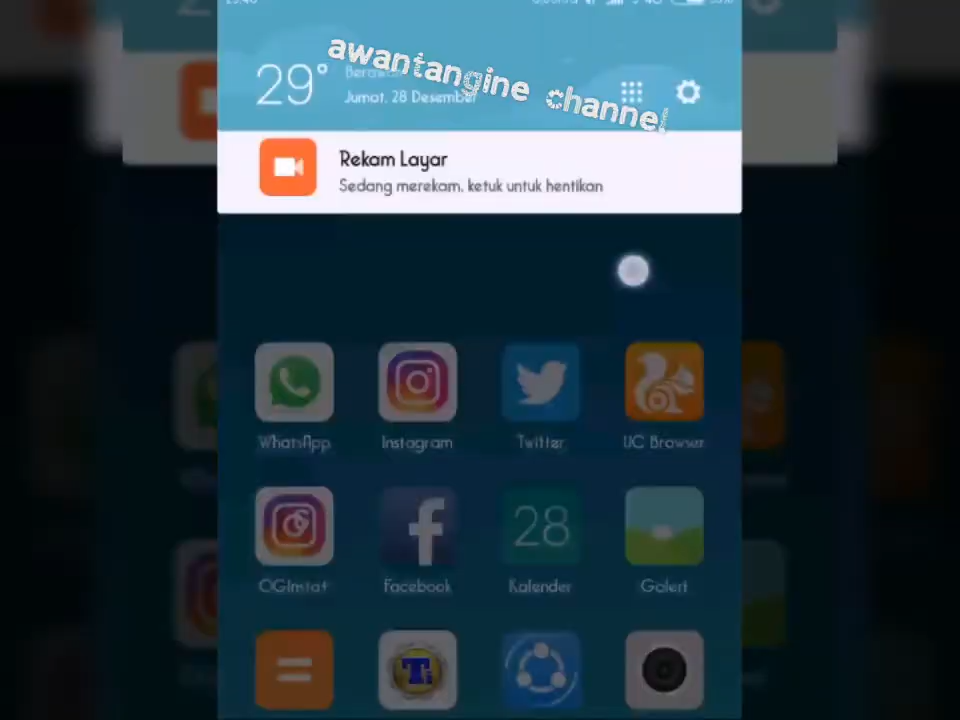 awantangine channel
29°
Jumat, 28 Desember
Rekam Layar
Sedang merekam, ketuk untuk hentikan
WhatsApp
Instagram
Twitter
UC Browser
28
OGInsta+
Facebook
Kalender
Galeri